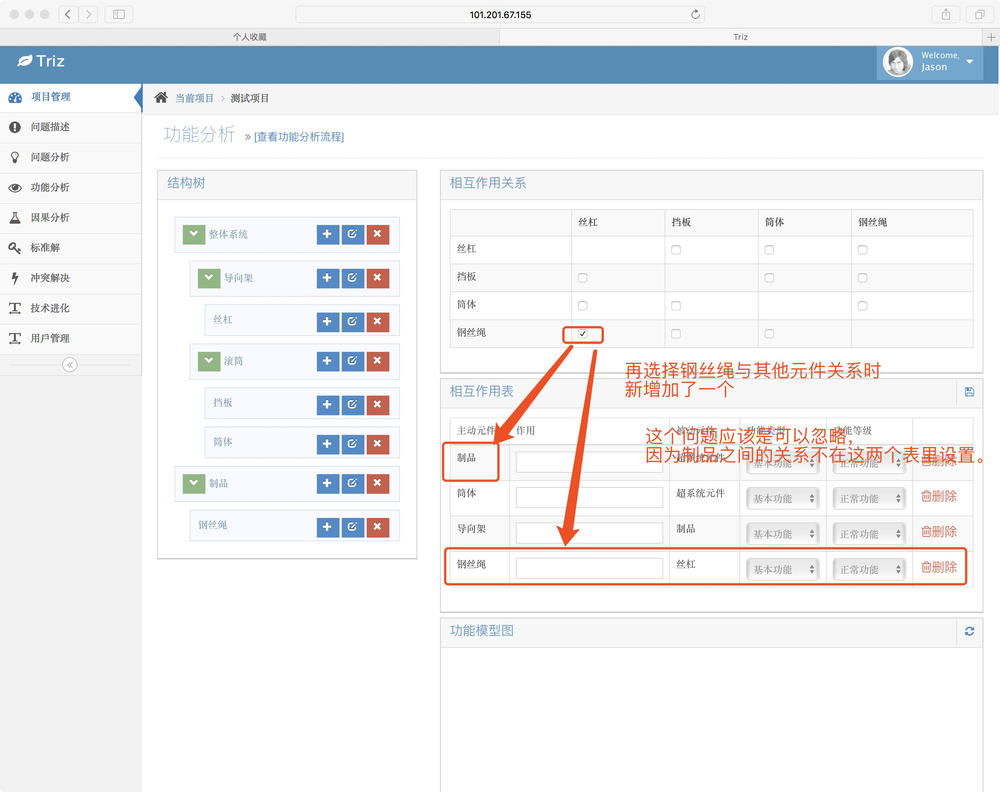 101.201.67.155
个人收藏
Triz
Triz
Welcome,
Jason
项目管理
问题描述
问题分析
功能分析
因果分析
标准解
冲突解决
技术进化
用戶管理
当前项目 > 测试项目
功能分析 » [查看功能分析流程]
结构树
整体系统
导向架
丝杠
滚筒
挡板
筒体
制品
钢丝绳
相互作用关系
丝杠 挡板 筒体 钢丝绳
丝杠
挡板
筒体
钢丝绳
再选择钢丝绳与其他元件关系时
新增加了一个
相互作用表
主动元件 作用 被动元件 功能类型 功能等级
这个问题应该是可以忽略，
因为制品之间的关系不在这两个表里设置。
制品 超系统元件 基本功能 正常功能 删除
筒体 超系统元件 基本功能 正常功能 删除
导向架 制品 基本功能 正常功能 删除
钢丝绳 丝杠 基本功能 正常功能 删除
功能模型图